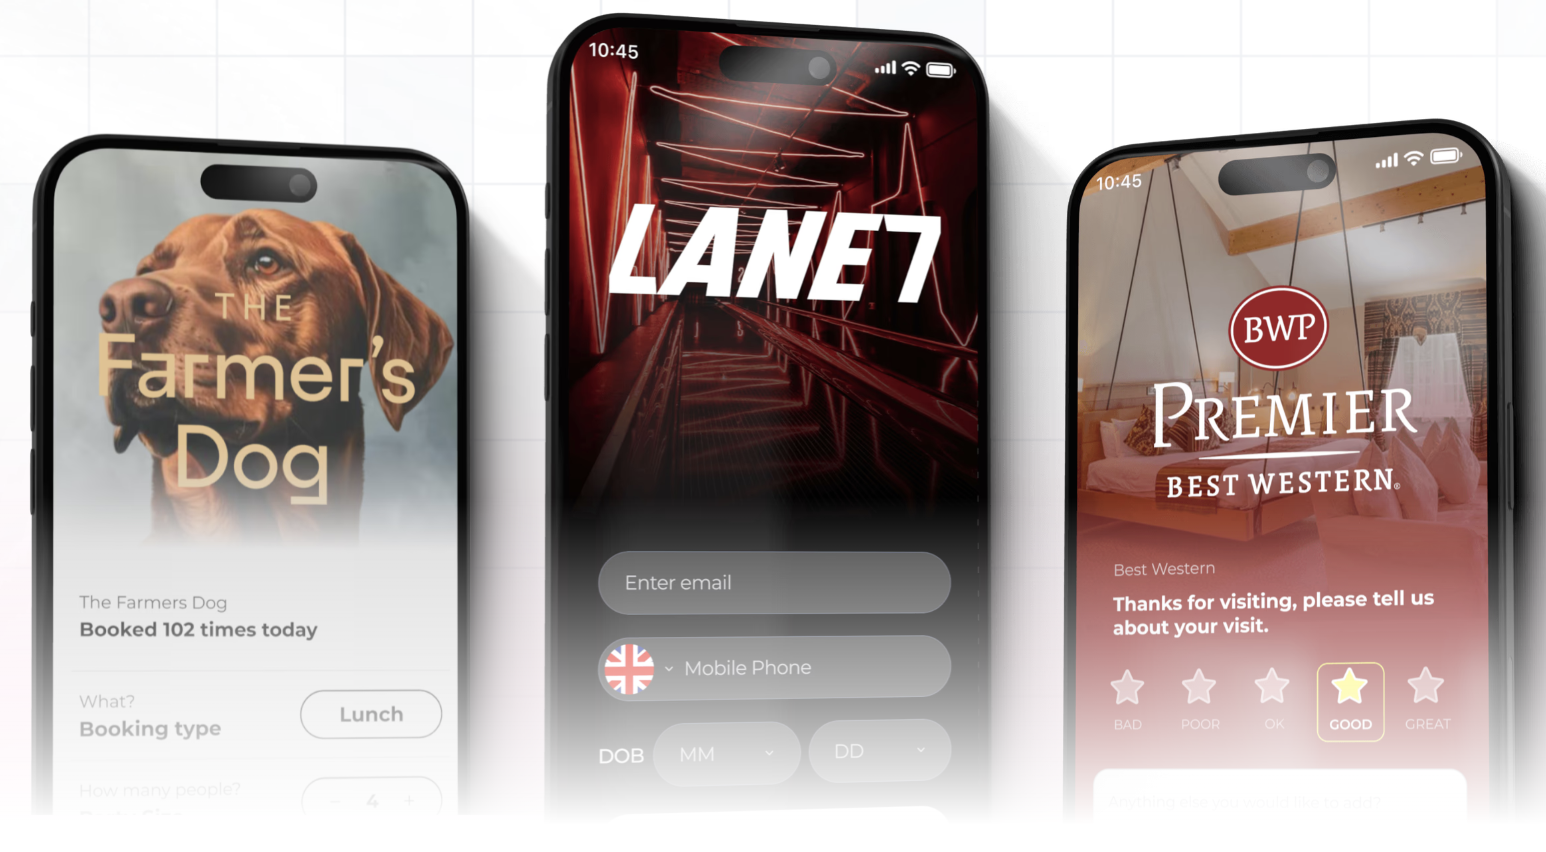 THE
Farmer's
Dog
The Farmers Dog
Booked 102 times today
What?
Booking type
Lunch
How many people?
− 4 +
10:45
LANE7
Enter email
Mobile Phone
DOB
MM
DD
10:45
BWP
PREMIER
BEST WESTERN®
Best Western
Thanks for visiting, please tell us
about your visit.
BAD
POOR
OK
GOOD
GREAT
Anything else you would like to add?